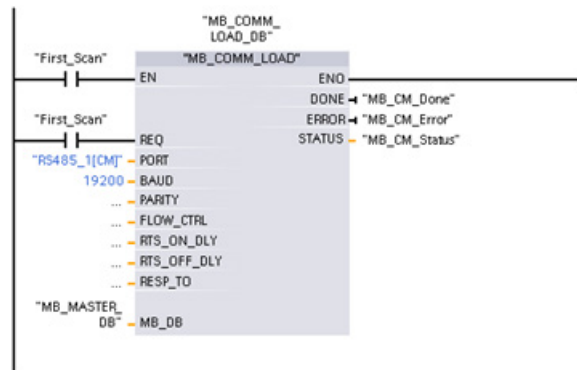 "MB_COMM_
LOAD_DB"
"First_Scan"
"MB_COMM_LOAD"
EN ENO
DONE "MB_CM_Done"
"First_Scan" ERROR "MB_CM_Error"
REQ STATUS "MB_CM_Status"
"RS485_1[CM]" PORT
19200 BAUD
... PARITY
... FLOW_CTRL
... RTS_ON_DLY
... RTS_OFF_DLY
... RESP_TO
"MB_MASTER_
DB" MB_DB